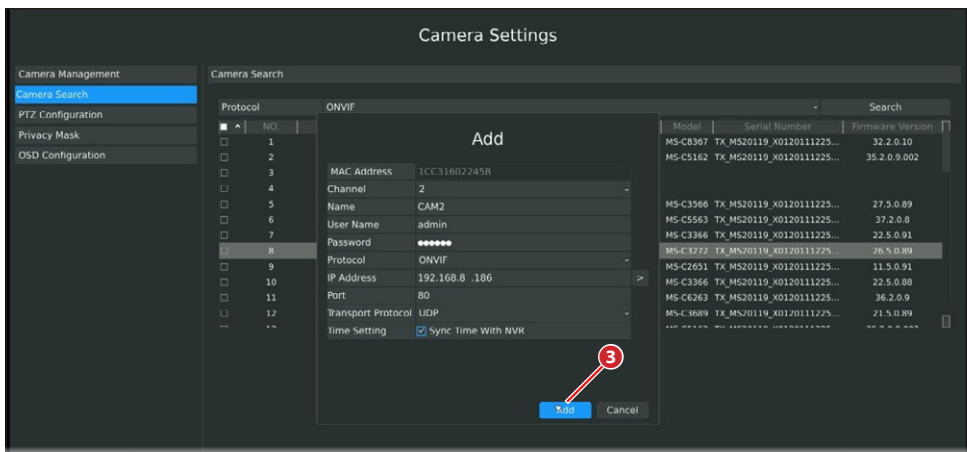 Camera Settings
Camera Management
Camera Search
PTZ Configuration
Privacy Mask
OSD Configuration
Camera Search
Protocol ONVIF Search
NO. Model Serial Number Firmware Version
1 MS-C8367 TX_MS20119_X0120111225... 32.2.0.10
2 MS-C5162 TX_MS20119_X0120111225... 35.2.0.9.002
3
4
5 MS-C3566 TX_MS20119_X0120111225... 27.5.0.89
6 MS-C5563 TX_MS20119_X0120111225... 37.2.0.8
7 MS-C3366 TX_MS20119_X0120111225... 22.5.0.91
8 MS-C3272 TX_MS20119_X0120111225... 26.5.0.89
9 MS-C2651 TX_MS20119_X0120111225... 11.5.0.91
10 MS-C3366 TX_MS20119_X0120111225... 22.5.0.88
11 MS-C6263 TX_MS20119_X0120111225... 36.2.0.9
12 MS-C3689 TX_MS20119_X0120111225... 21.5.0.89
Add
MAC Address 1CC31602245B
Channel 2
Name CAM2
User Name admin
Password ●●●●●●
Protocol ONVIF
IP Address 192.168.8 .186 >
Port 80
Transport Protocol UDP
Time Setting Sync Time With NVR
3
Add Cancel